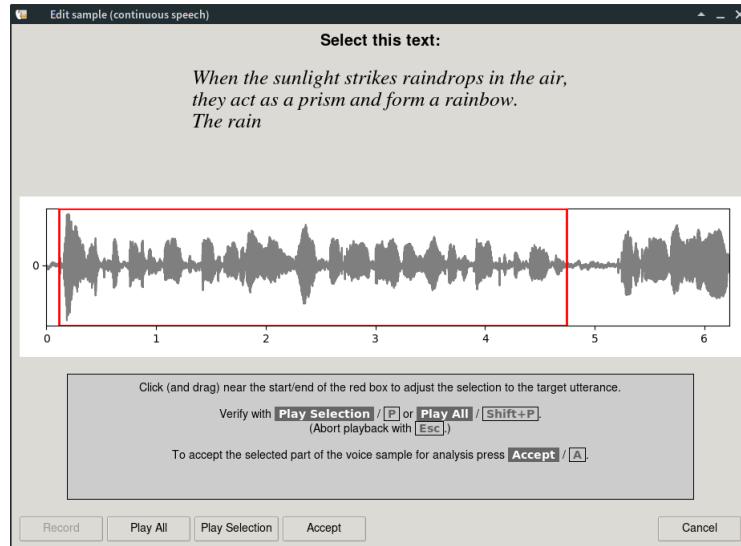 Edit sample (continuous speech)
Select this text:
When the sunlight strikes raindrops in the air,
they act as a prism and form a rainbow.
The rain
0
0 1 2 3 4 5 6
Click (and drag) near the start/end of the red box to adjust the selection to the target utterance.
Verify with Play Selection / P or Play All / Shift+P.
(Abort playback with Esc.)
To accept the selected part of the voice sample for analysis press Accept / A.
Record Play All Play Selection Accept Cancel